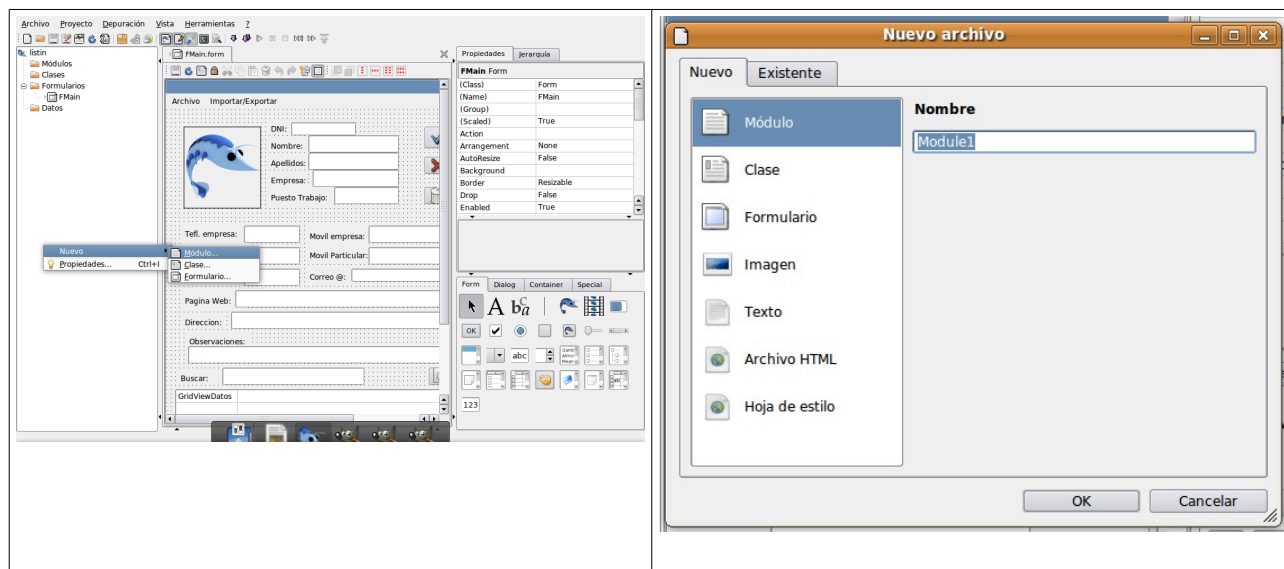 Archivo Proyecto Depuración Vista Herramientas ?
listin
Módulos
Clases
Formularios
FMain
Datos
FMain.form
Archivo Importar/Exportar
DNI:
Nombre:
Apellidos:
Empresa:
Puesto Trabajo:
Tefl. empresa:
Movil empresa:
Movil Particular:
Correo @:
Pagina Web:
Direccion:
Observaciones:
Buscar:
GridViewDatos
Nuevo
Propiedades... Ctrl+I
Módulo...
Clase...
Formulario...
Propiedades Jerarquía
FMain Form
(Class) Form
(Name) FMain
(Group)
(Scaled) True
Action
Arrangement None
AutoResize False
Background
Border Resizable
Drop False
Enabled True
Form Dialog Container Special
A
OK
abc
123
Nuevo archivo
Nuevo Existente
Módulo
Clase
Formulario
Imagen
Texto
Archivo HTML
Hoja de estilo
Nombre
Module1
OK Cancelar